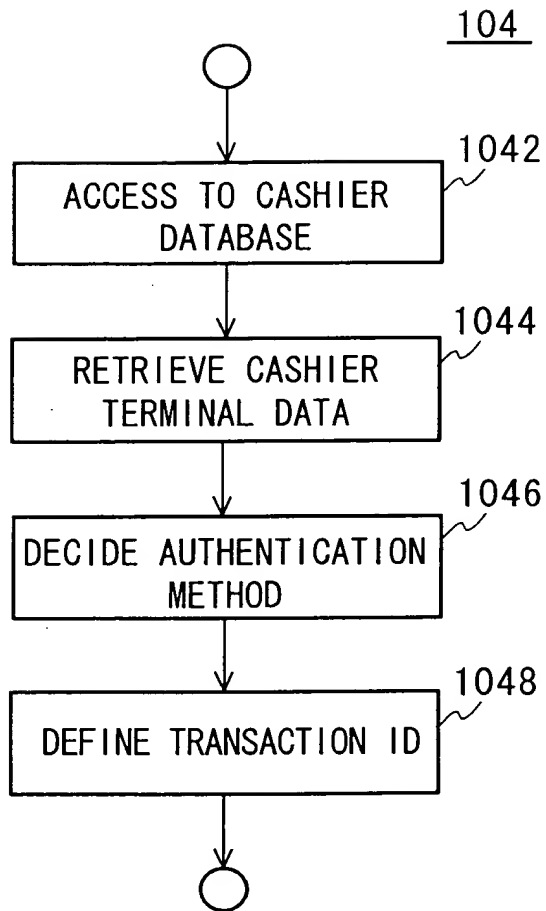 104
1042
ACCESS TO CASHIER
DATABASE
1044
RETRIEVE CASHIER
TERMINAL DATA
1046
DECIDE AUTHENTICATION
METHOD
1048
DEFINE TRANSACTION ID